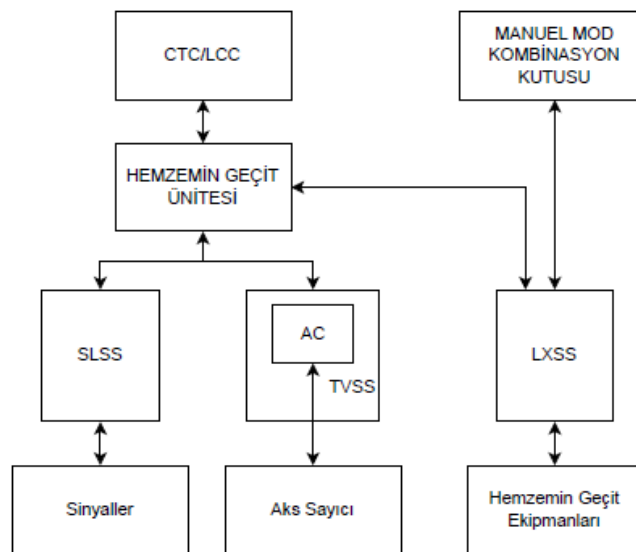 CTC/LCC
MANUEL MOD
KOMBİNASYON
KUTUSU
HEMZEMİN GEÇİT
ÜNİTESİ
SLSS
AC
TVSS
LXSS
Sinyaller
Aks Sayıcı
Hemzemin Geçit
Ekipmanları